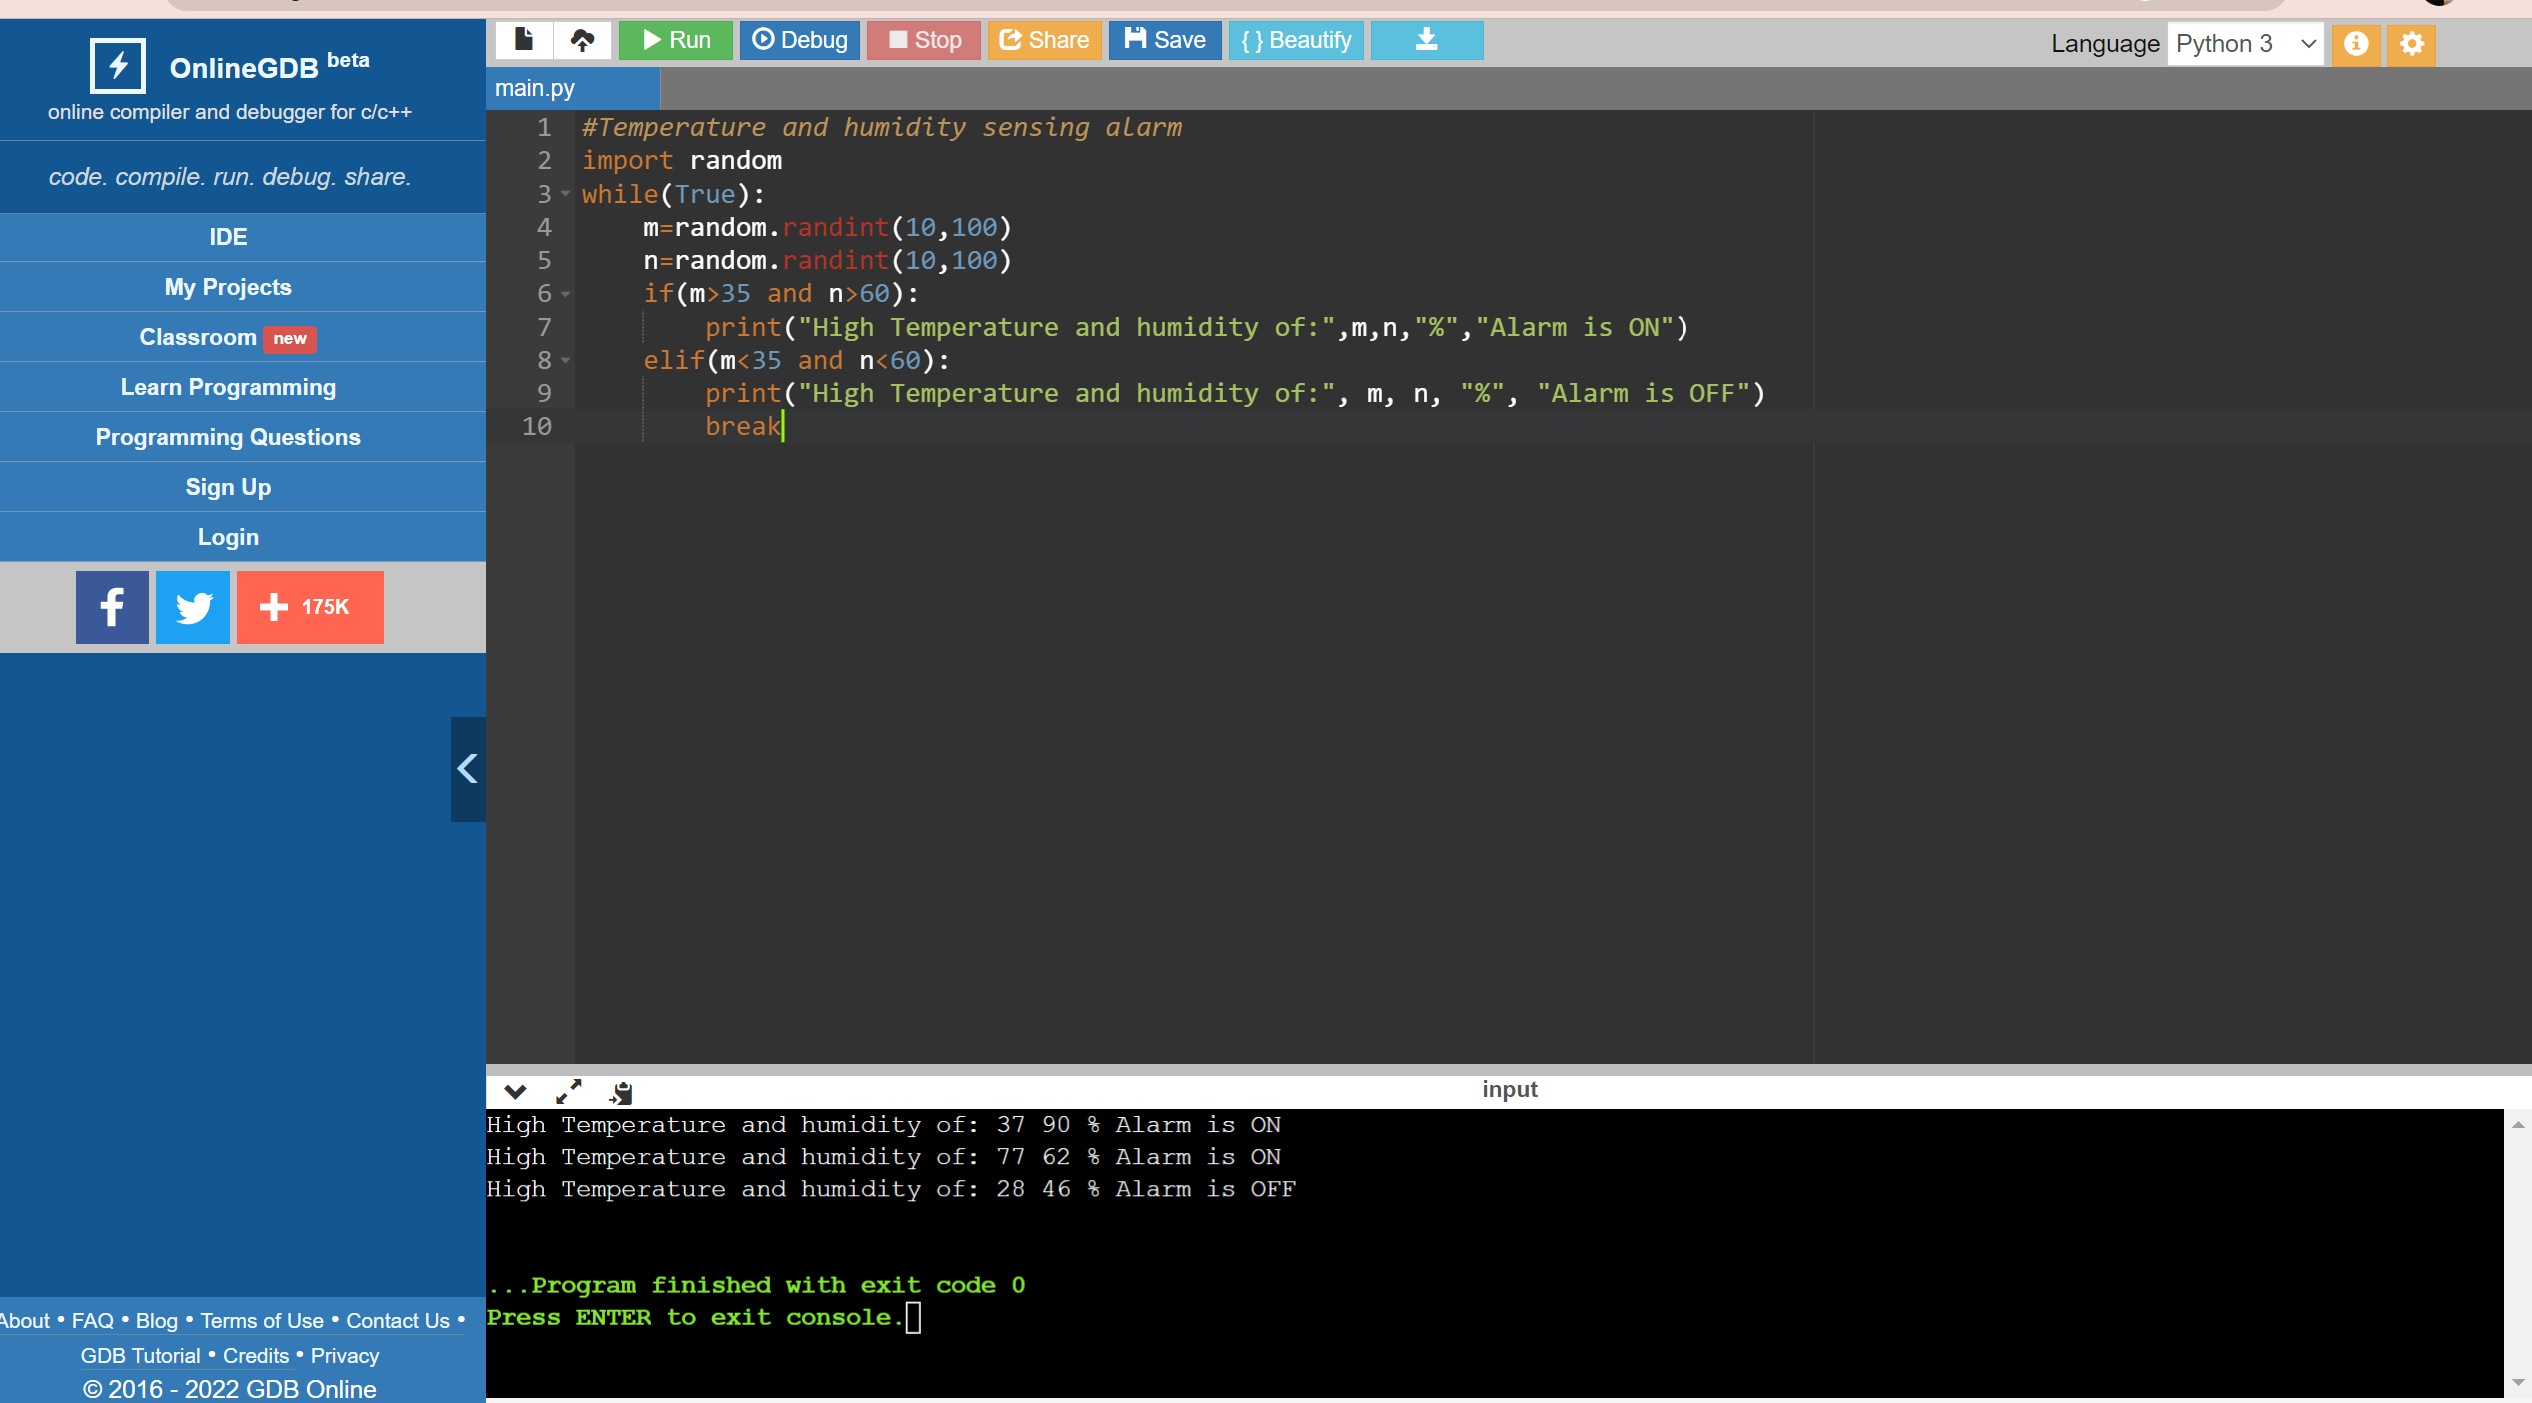 OnlineGDB beta
online compiler and debugger for c/c++
code. compile. run. debug. share.
IDE
My Projects
Classroom new
Learn Programming
Programming Questions
Sign Up
Login
f + 175K
About • FAQ • Blog • Terms of Use • Contact Us •
GDB Tutorial • Credits • Privacy
© 2016 - 2022 GDB Online
Run Debug Stop Share Save { } Beautify Language Python 3
main.py
1 #Temperature and humidity sensing alarm
2 import random
3 while(True):
4     m=random.randint(10,100)
5     n=random.randint(10,100)
6     if(m>35 and n>60):
7         print("High Temperature and humidity of:",m,n,"%","Alarm is ON")
8     elif(m<35 and n<60):
9         print("High Temperature and humidity of:", m, n, "%", "Alarm is OFF")
10         break
input
High Temperature and humidity of: 37 90 % Alarm is ON
High Temperature and humidity of: 77 62 % Alarm is ON
High Temperature and humidity of: 28 46 % Alarm is OFF
...Program finished with exit code 0
Press ENTER to exit console.